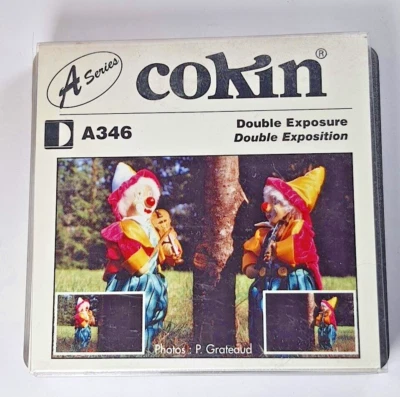 A Series
cokin®
A346
Double Exposure
Double Exposition
Photos : P. Grateaud